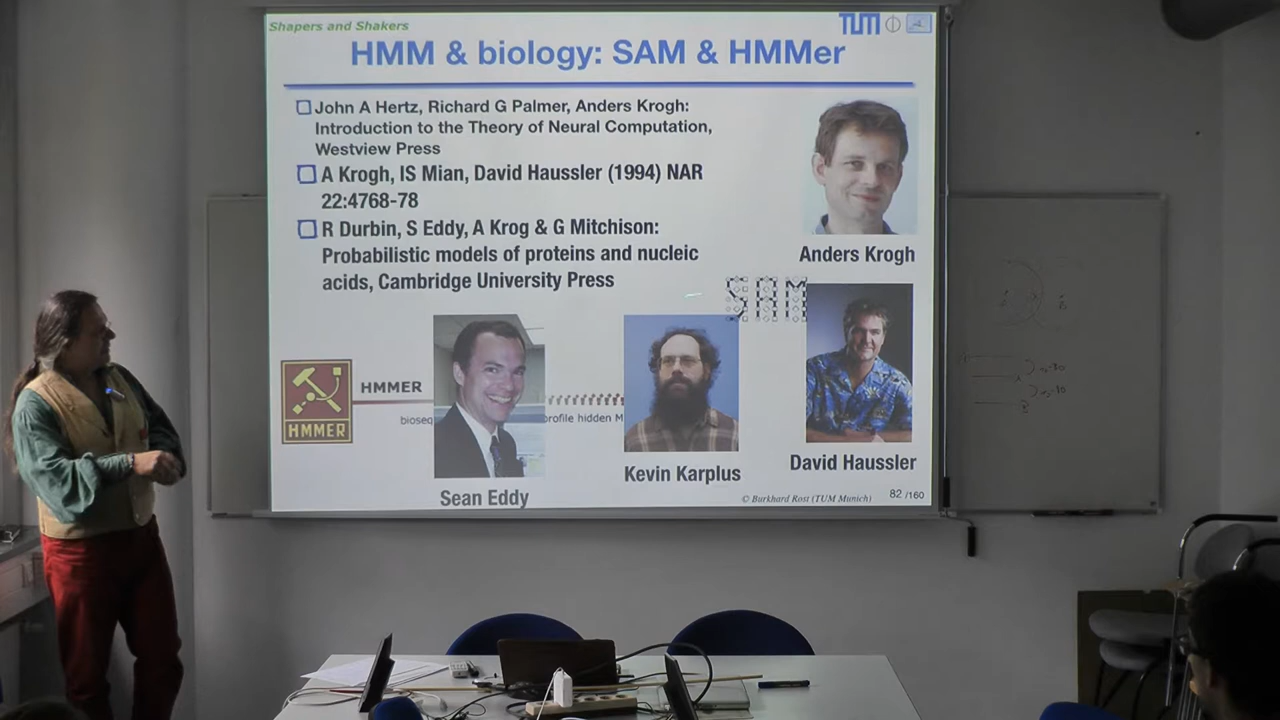 Shapers and Shakers
TUM
HMM & biology: SAM & HMMer
John A Hertz, Richard G Palmer, Anders Krogh:
Introduction to the Theory of Neural Computation,
Westview Press
A Krogh, IS Mian, David Haussler (1994) NAR
22:4768-78
R Durbin, S Eddy, A Krog & G Mitchison:
Probabilistic models of proteins and nucleic
acids, Cambridge University Press
Anders Krogh
SAM
HMMER
HMMER
bioseq
profile hidden M
Sean Eddy
Kevin Karplus
David Haussler
© Burkhard Rost (TUM Munich)
82 /160